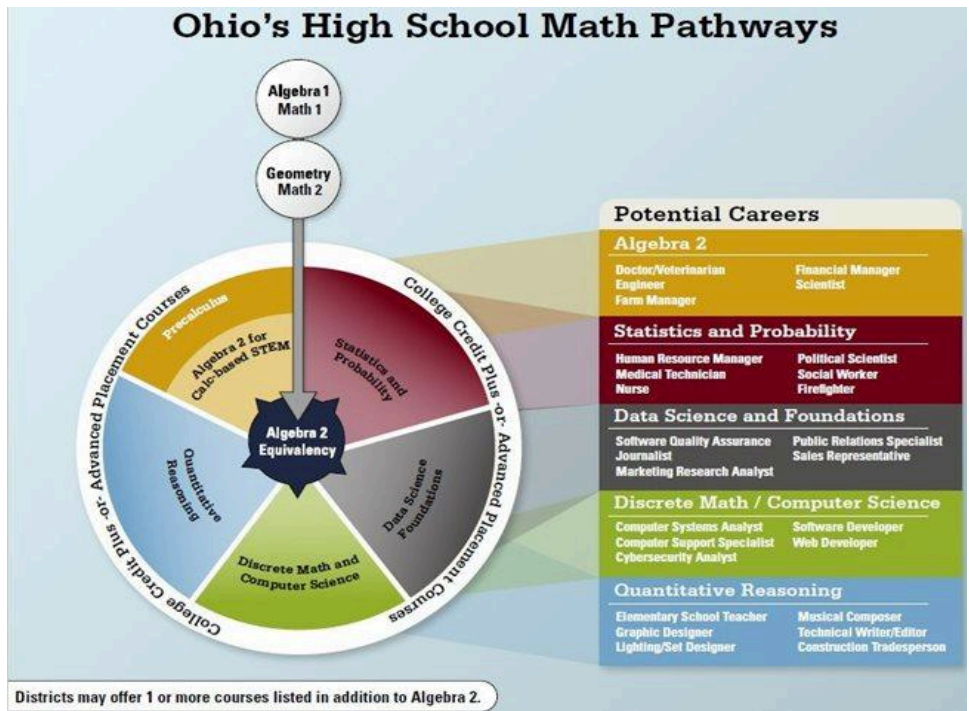 Ohio's High School Math Pathways
Algebra 1
Math 1
Geometry
Math 2
College Credit Plus -or- Advanced Placement Courses
College Credit Plus -or- Advanced Placement Courses
Precalculus
Algebra 2 for
Calc-based STEM
Statistics and
Probability
Algebra 2
Equivalency
Quantitative
Reasoning
Data Science
Foundations
Discrete Math and
Computer Science
Potential Careers
Algebra 2
Doctor/Veterinarian
Engineer
Farm Manager
Financial Manager
Scientist
Statistics and Probability
Human Resource Manager
Medical Technician
Nurse
Political Scientist
Social Worker
Firefighter
Data Science and Foundations
Software Quality Assurance
Journalist
Marketing Research Analyst
Public Relations Specialist
Sales Representative
Discrete Math / Computer Science
Computer Systems Analyst
Computer Support Specialist
Cybersecurity Analyst
Software Developer
Web Developer
Quantitative Reasoning
Elementary School Teacher
Graphic Designer
Lighting/Set Designer
Musical Composer
Technical Writer/Editor
Construction Tradesperson
Districts may offer 1 or more courses listed in addition to Algebra 2.